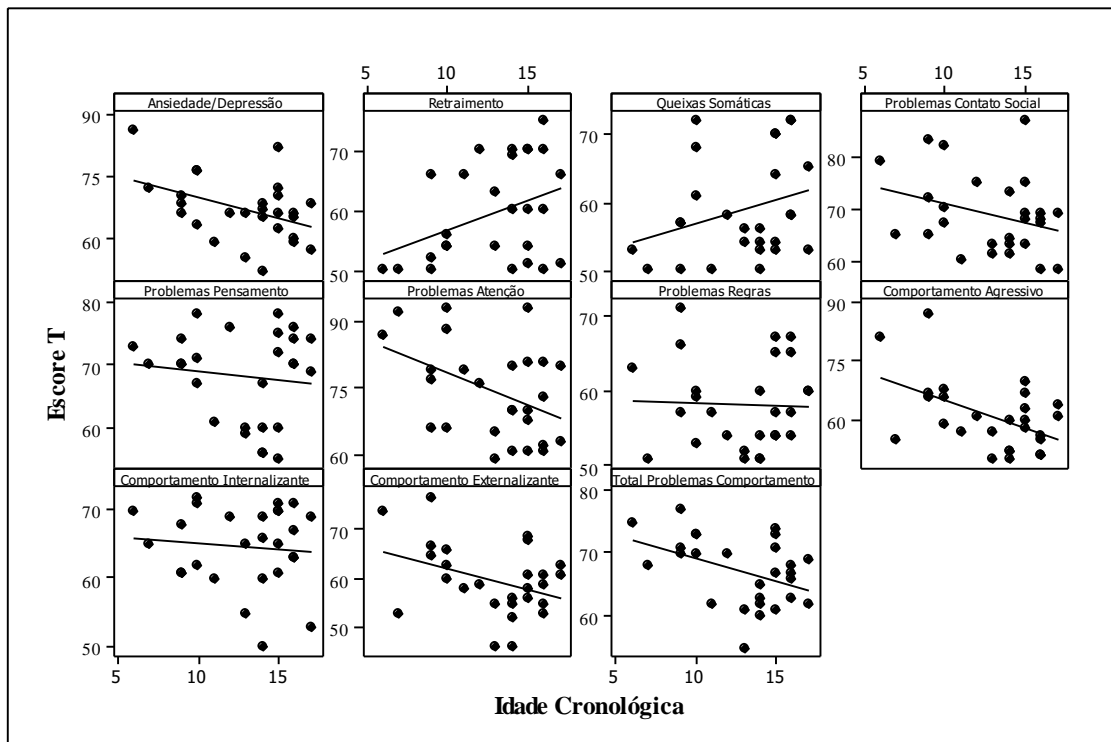 5 10 15 5 10 15
Ansiedade/Depressão Retraimento Queixas Somáticas Problemas Contato Social
90 70 70 80
75 60 60 70
60 50 50 60
Problemas Pensamento Problemas Atenção Problemas Regras Comportamento Agressivo
80 90 70 90
70 75 60 75
60 60 50 60
Comportamento Internalizante Comportamento Externalizante Total Problemas Comportamento
70 70 80
60 60 70
50 50 60
5 10 15 5 10 15
Escore T
Idade Cronológica